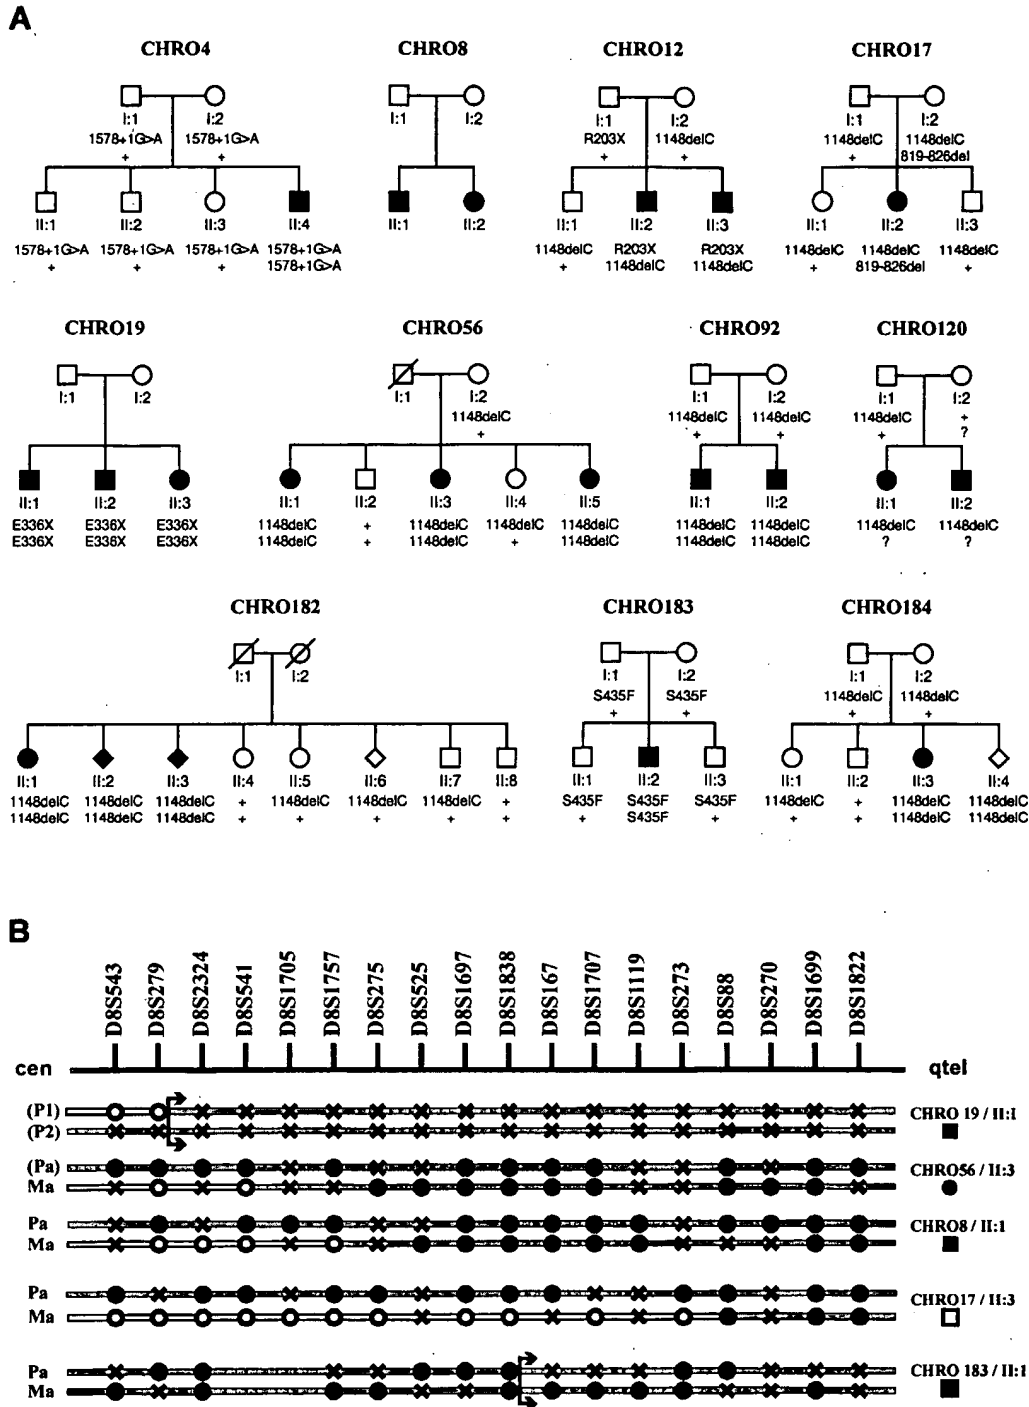 A
CHRO4 CHRO8 CHRO12 CHRO17
I:1 I:2 I:1 I:2 I:1 I:2 I:1 I:2
1578+1G>A 1578+1G>A R203X 1148delC 1148delC 1148delC
+ + + + + 819-826del
II:1 II:2 II:3 II:4 II:1 II:2 II:1 II:2 II:3 II:1 II:2 II:3
1578+1G>A 1578+1G>A 1578+1G>A 1578+1G>A 1148delC R203X R203X 1148delC 1148delC 1148delC
+ + + 1578+1G>A + 1148delC 1148delC + 819-826del +
CHRO19 CHRO56 CHRO92 CHRO120
I:1 I:2 I:1 I:2 I:1 I:2 I:1 I:2
1148delC 1148delC 1148delC 1148delC +
+ + + + ?
II:1 II:2 II:3 II:1 II:2 II:3 II:4 II:5 II:1 II:2 II:1 II:2
E336X E336X E336X 1148delC + 1148delC 1148delC 1148delC 1148delC 1148delC 1148delC 1148delC
E336X E336X E336X 1148delC + 1148delC + 1148delC 1148delC 1148delC ? ?
CHRO182 CHRO183 CHRO184
I:1 I:2 I:1 I:2 I:1 I:2
S435F S435F 1148delC 1148delC
+ + + +
II:1 II:2 II:3 II:4 II:5 II:6 II:7 II:8 II:1 II:2 II:3 II:1 II:2 II:3 II:4
1148delC 1148delC 1148delC + 1148delC 1148delC 1148delC + S435F S435F S435F 1148delC + 1148delC 1148delC
1148delC 1148delC 1148delC + + + + + + S435F + + + 1148delC 1148delC
B
D8S543 D8S279 D8S2324 D8S541 D8S1705 D8S1757 D8S275 D8S525 D8S1697 D8S1838 D8S167 D8S1707 D8S1119 D8S273 D8S88 D8S270 D8S1699 D8S1822
cen qtel
(P1)
CHRO 19 / II:I
(P2)
(Pa)
CHRO56 / II:3
Ma
Pa
CHRO8 / II:1
Ma
Pa
CHRO17 / II:3
Ma
Pa
CHRO 183 / II:1
Ma